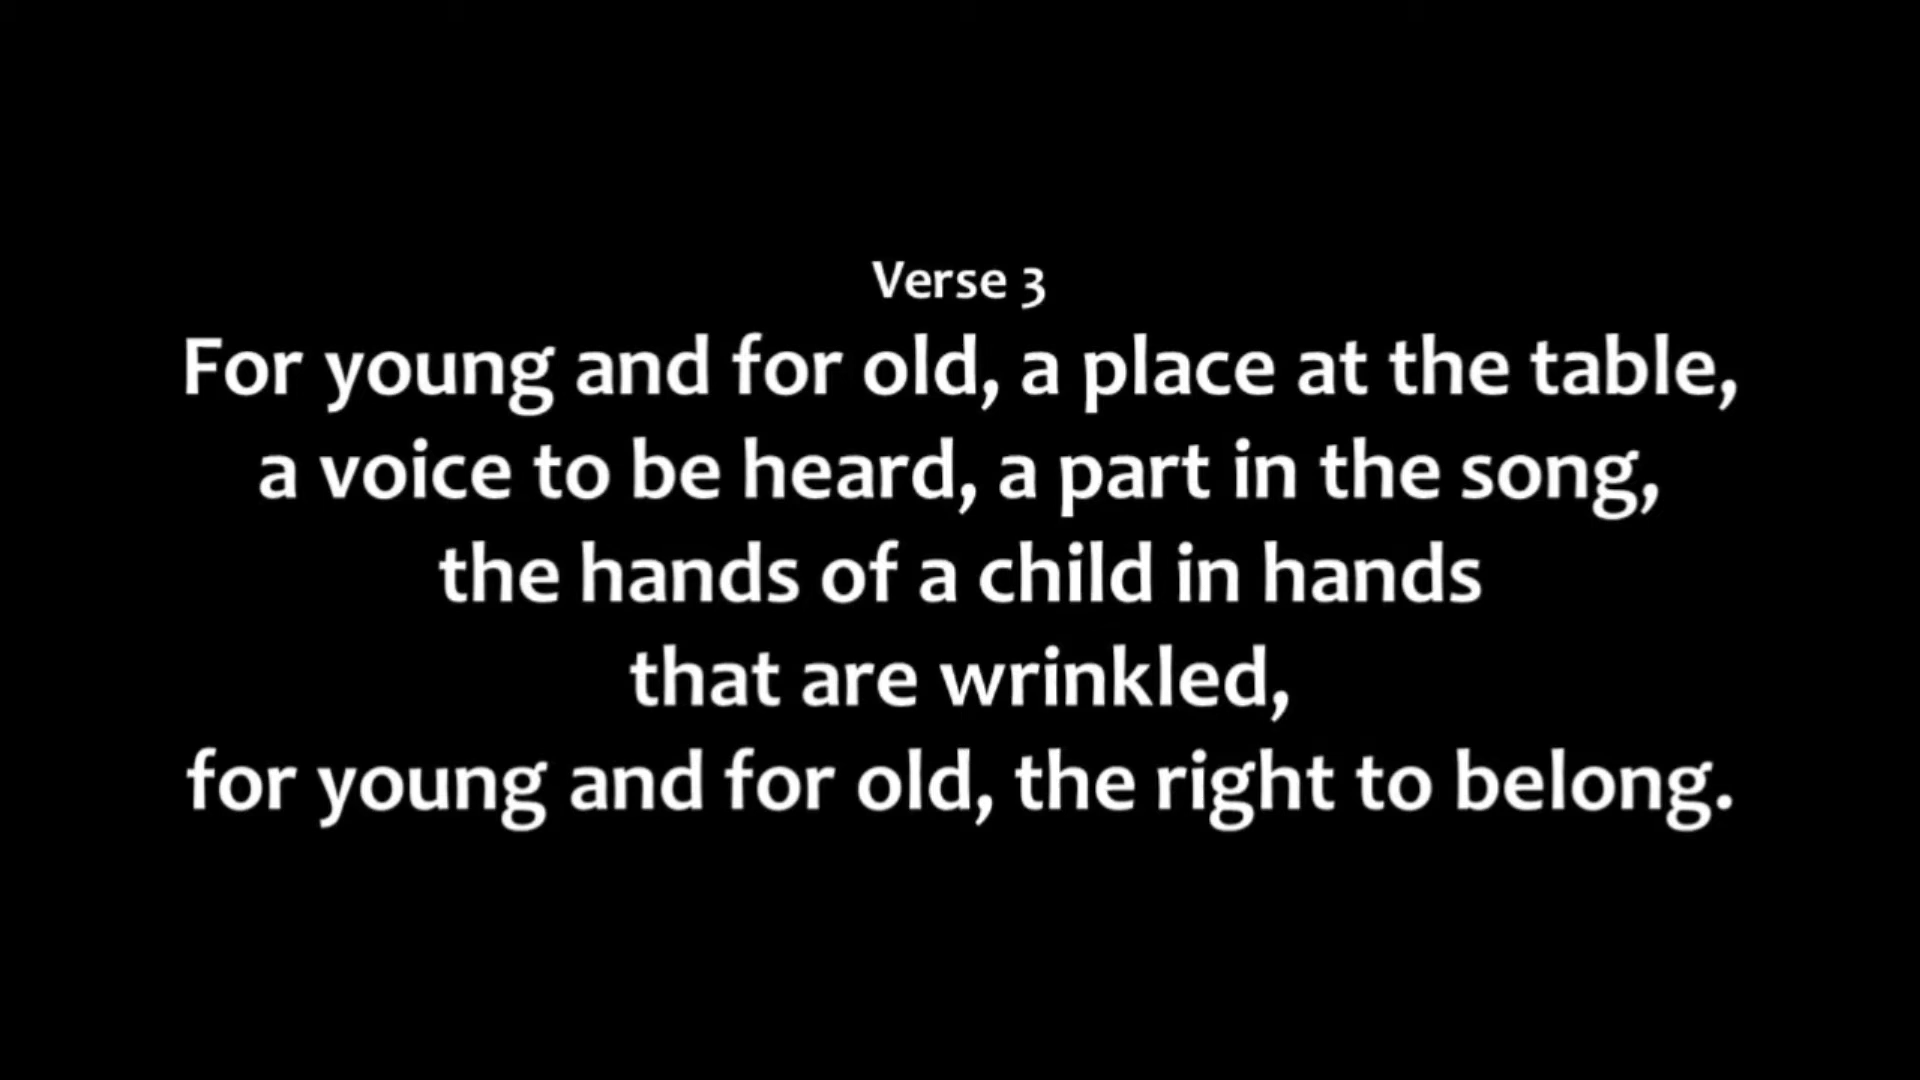 Verse 3
For young and for old, a place at the table,
a voice to be heard, a part in the song,
the hands of a child in hands
that are wrinkled,
for young and for old, the right to belong.